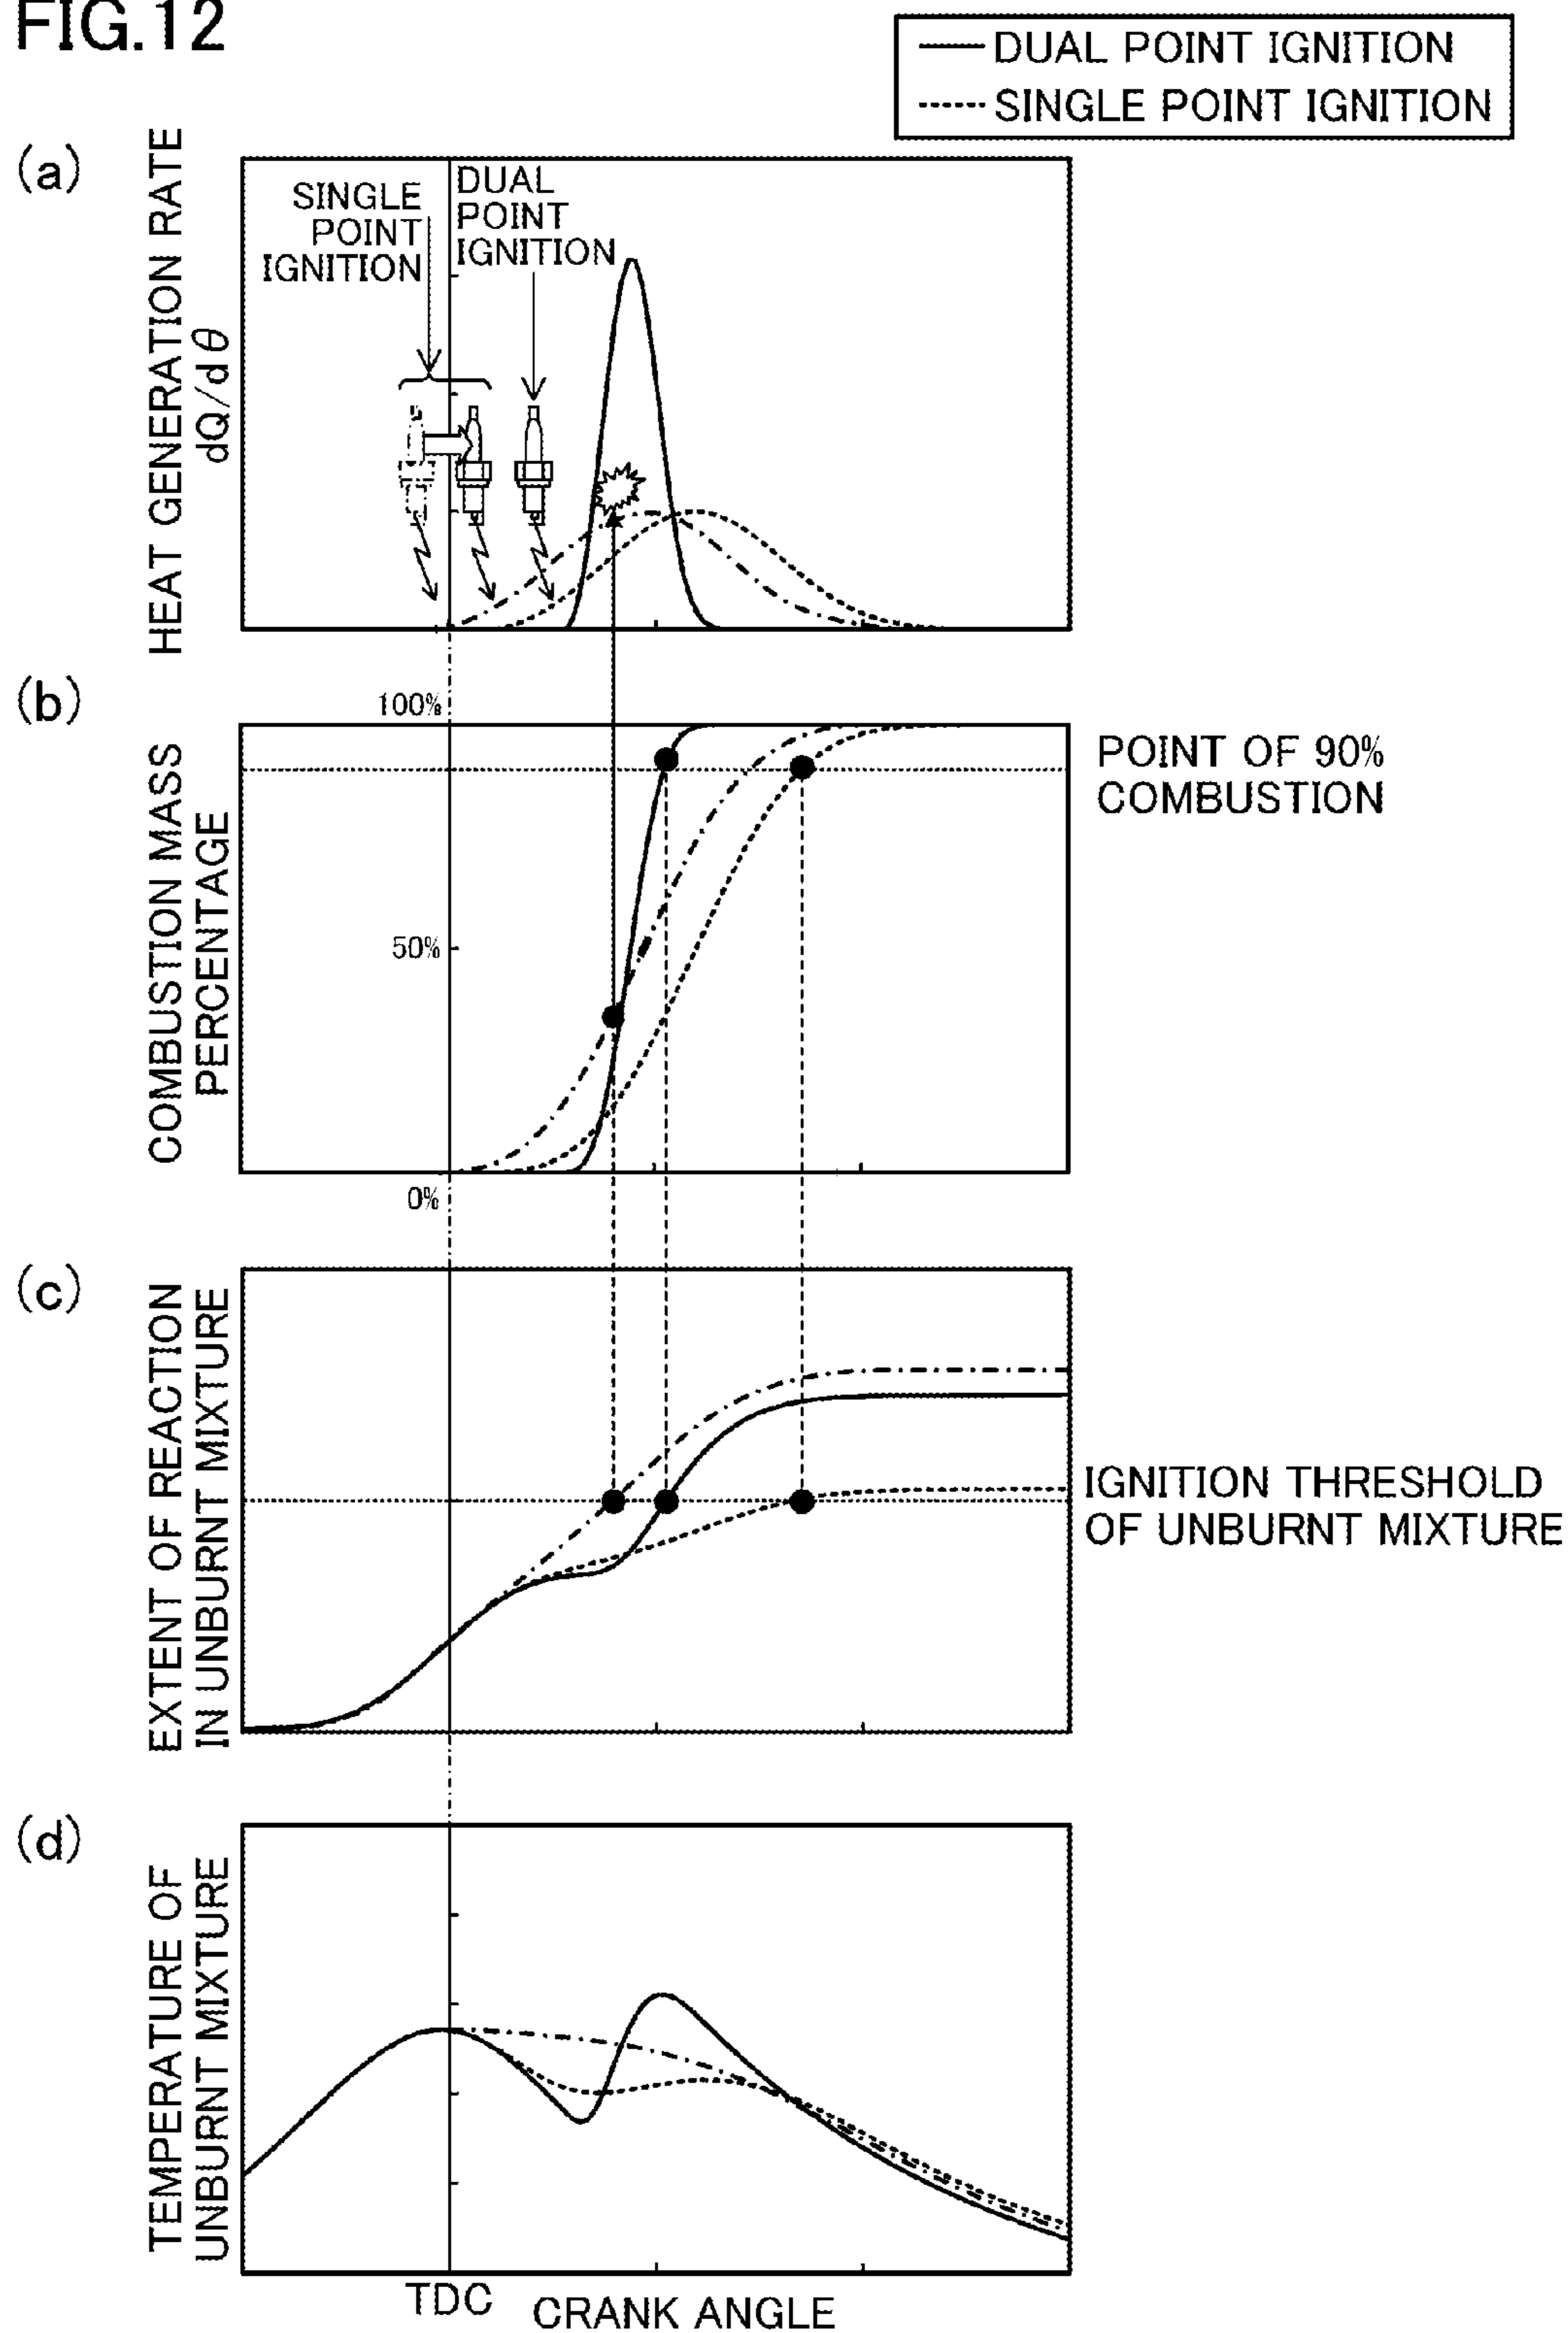 FIG.12
DUAL POINT IGNITION
SINGLE POINT IGNITION
(a)
HEAT GENERATION RATE
dQ/dθ
SINGLE
POINT
IGNITION
DUAL
POINT
IGNITION
(b)
COMBUSTION MASS
PERCENTAGE
100%
50%
0%
POINT OF 90%
COMBUSTION
(c)
EXTENT OF REACTION
IN UNBURNT MIXTURE
IGNITION THRESHOLD
OF UNBURNT MIXTURE
(d)
TEMPERATURE OF
UNBURNT MIXTURE
TDC
CRANK ANGLE